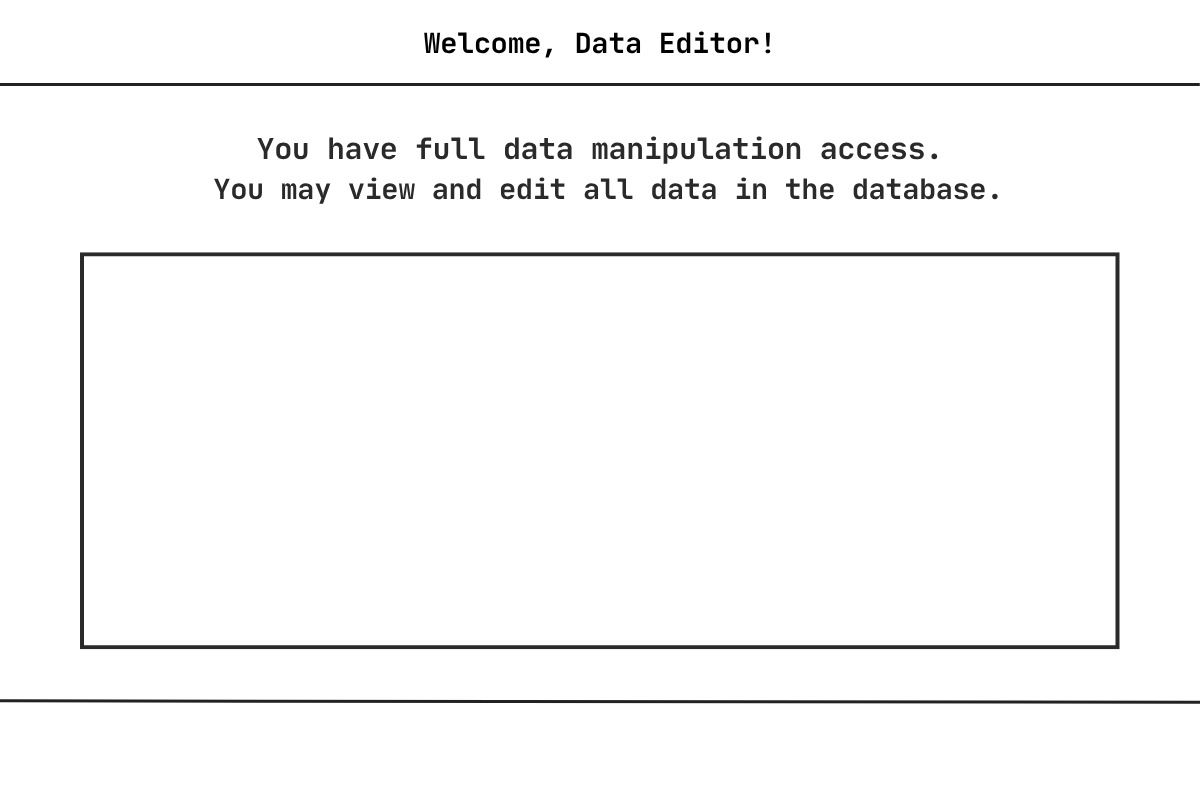 Welcome, Data Editor!
You have full data manipulation access.
You may view and edit all data in the database.